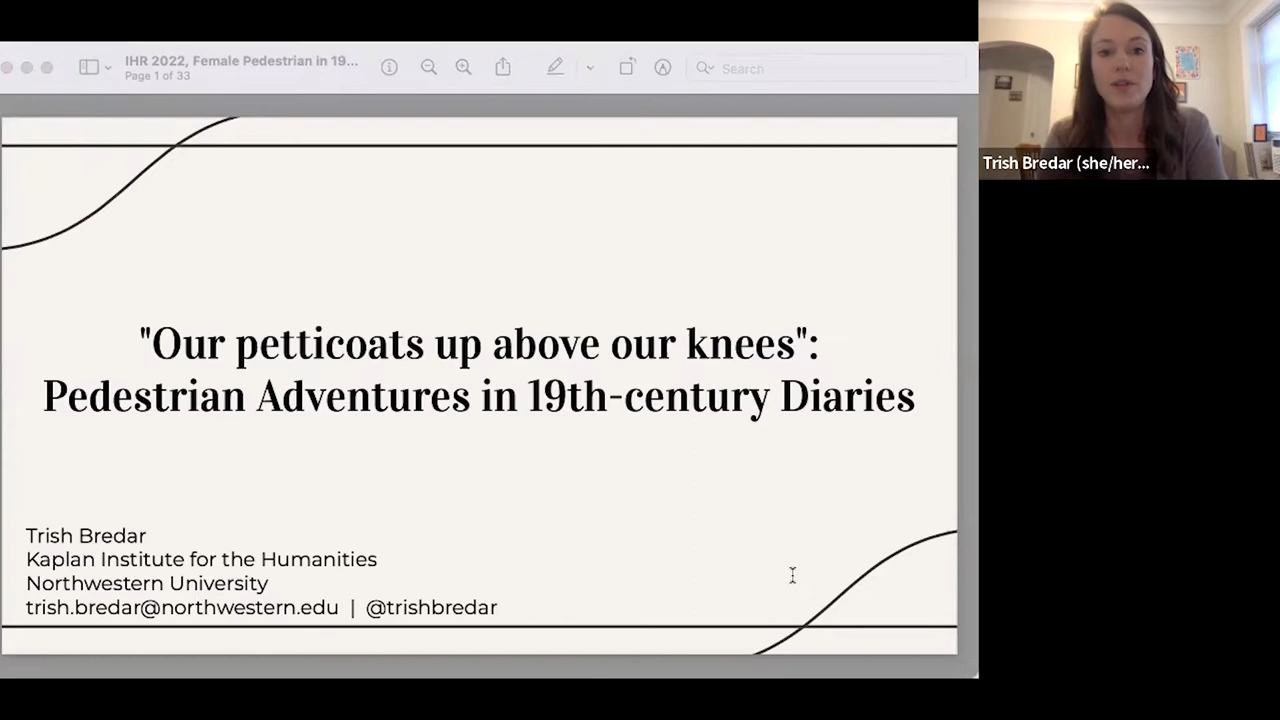 IHR 2022, Female Pedestrian in 19...
Page 1 of 33
Search
Trish Bredar (she/her...
"Our petticoats up above our knees":
Pedestrian Adventures in 19th-century Diaries
Trish Bredar
Kaplan Institute for the Humanities
Northwestern University
trish.bredar@northwestern.edu | @trishbredar